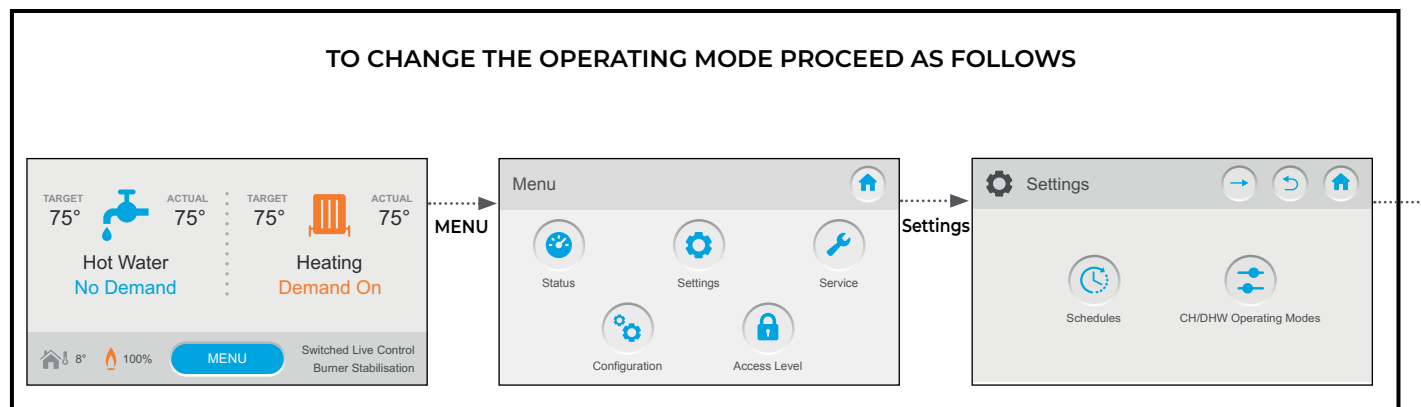 TO CHANGE THE OPERATING MODE PROCEED AS FOLLOWS
TARGET
75°
ACTUAL
75°
Hot Water
No Demand
TARGET
75°
ACTUAL
75°
Heating
Demand On
8°
100%
MENU
Switched Live Control
Burner Stabilisation
MENU
Menu
Status
Settings
Service
Configuration
Access Level
Settings
Settings
Schedules
CH/DHW Operating Modes